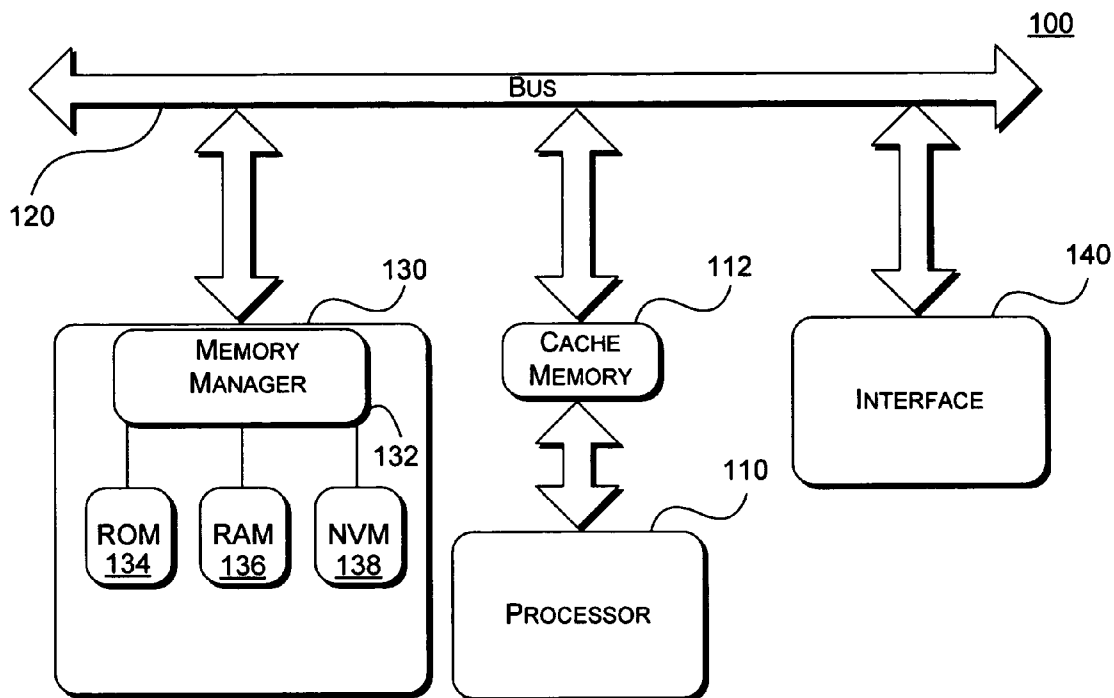 100
BUS
120
130
112
140
MEMORY
MANAGER
CACHE
MEMORY
INTERFACE
132
110
ROM
134
RAM
136
NVM
138
PROCESSOR